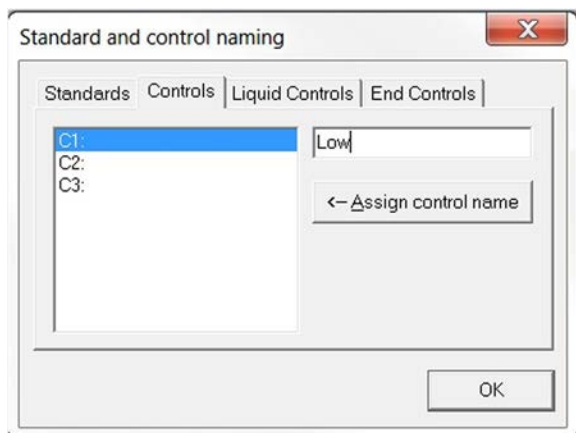 Standard and control naming
Standards Controls Liquid Controls End Controls
C1: Low
C2:
C3:
<- Assign control name
OK